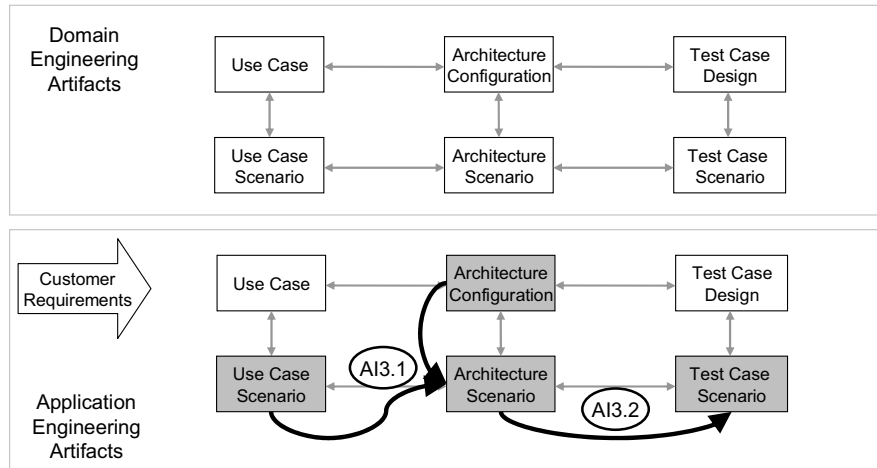 Domain
Engineering
Artifacts
Use Case
Architecture
Configuration
Test Case
Design
Use Case
Scenario
Architecture
Scenario
Test Case
Scenario
Customer
Requirements
Use Case
Architecture
Configuration
Test Case
Design
AI3.1
Use Case
Scenario
Architecture
Scenario
Test Case
Scenario
AI3.2
Application
Engineering
Artifacts